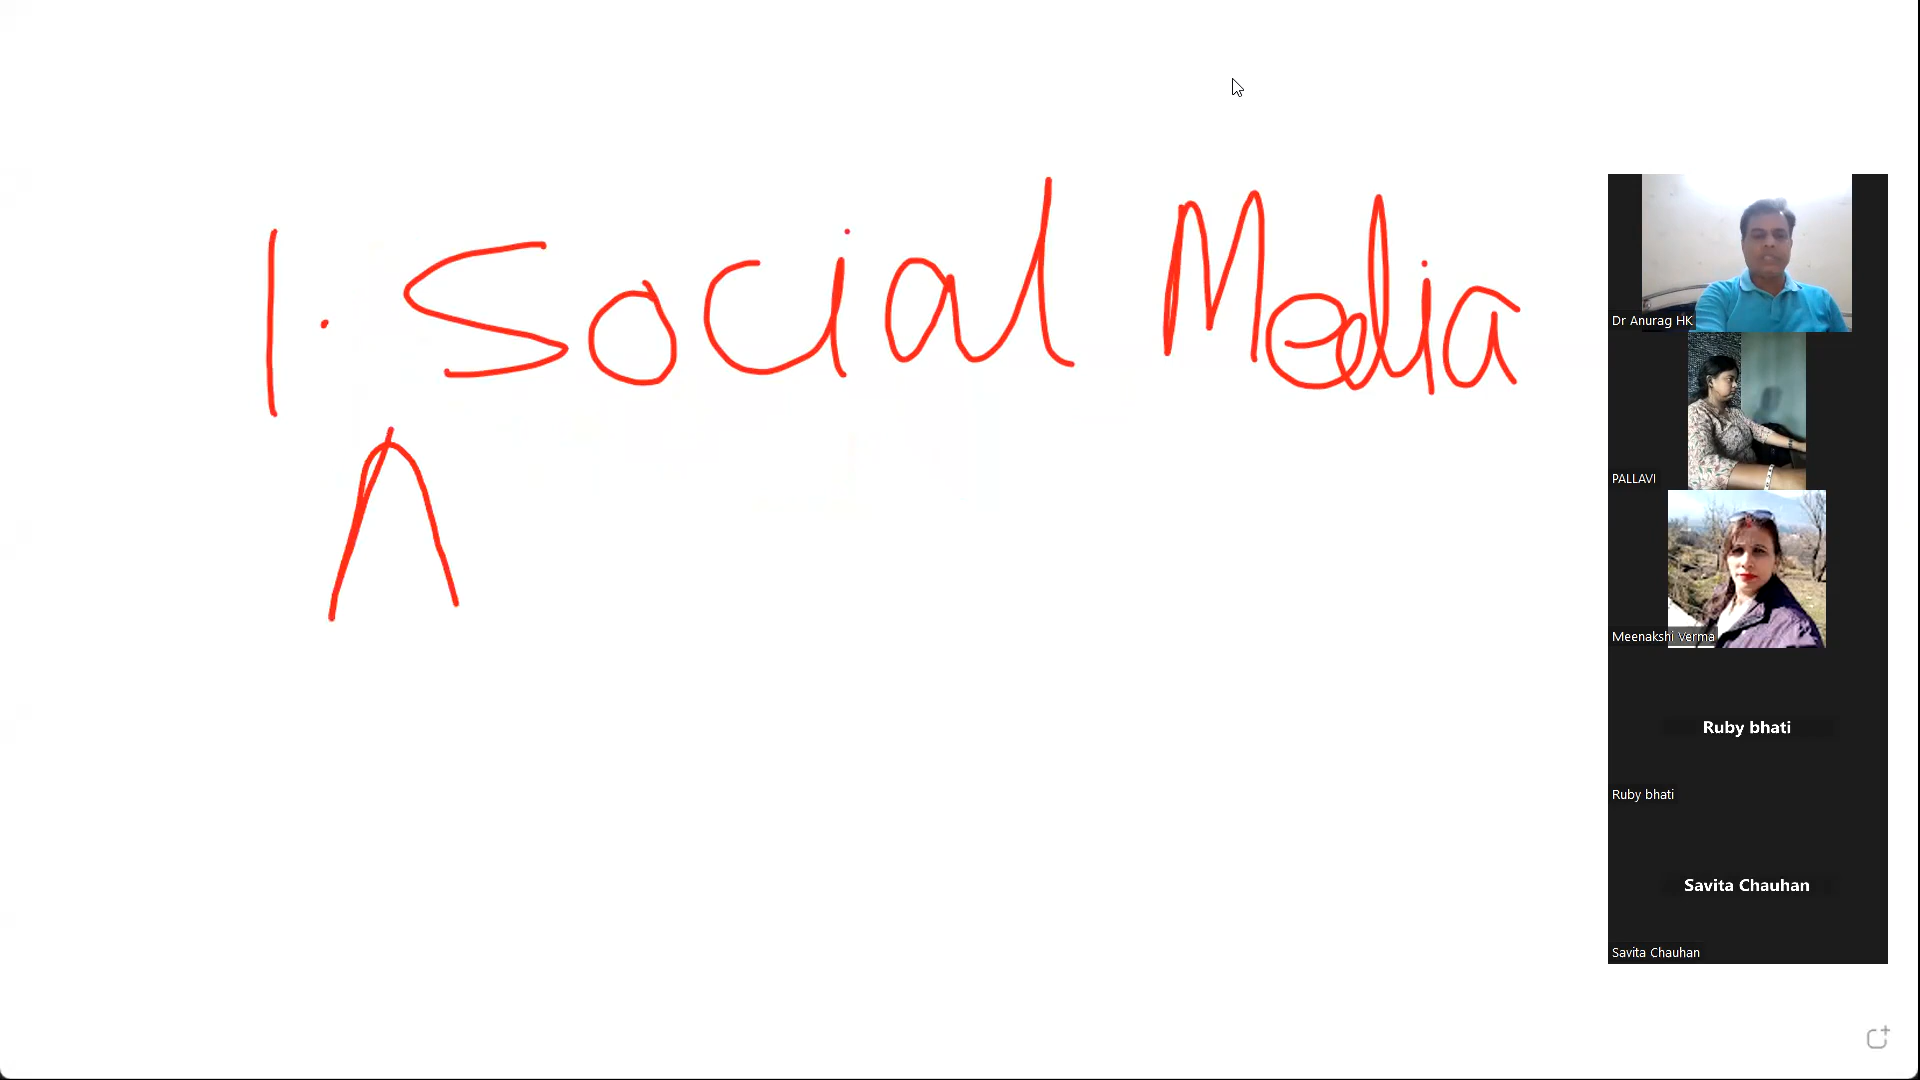 1. Social Media
Dr Anurag HK
PALLAVI
Meenakshi Verma
Ruby bhati
Ruby bhati
Savita Chauhan
Savita Chauhan